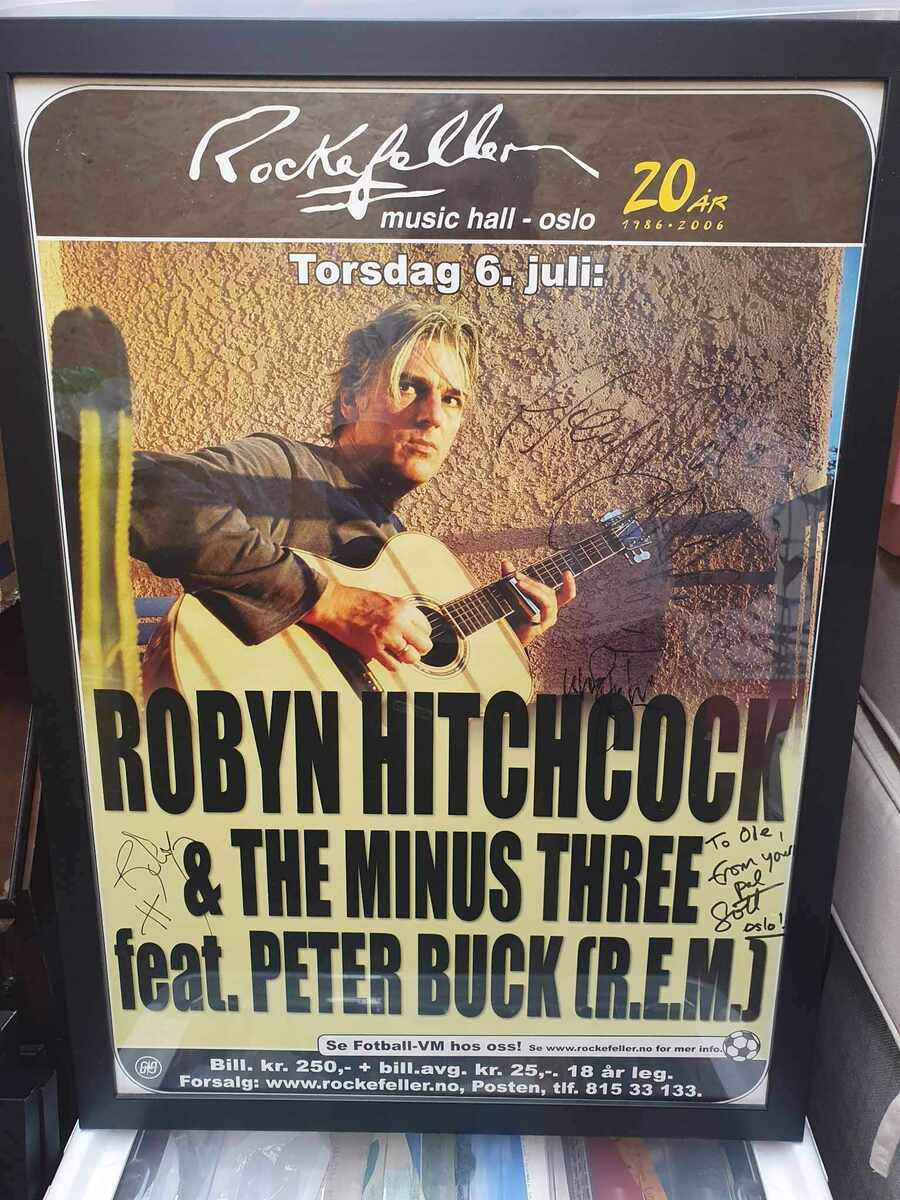 Rockefeller
music hall - oslo
20 ÅR
1986 • 2006
Torsdag 6. juli:
ROBYN HITCHCOCK
& THE MINUS THREE
To Ole,
from your
pal
Scott
oslo!
feat. PETER BUCK (R.E.M.)
Se Fotball-VM hos oss! Se www.rockefeller.no for mer info.
Bill. kr. 250,- + bill.avg. kr. 25,-. 18 år leg.
Forsalg: www.rockefeller.no, Posten, tlf. 815 33 133.